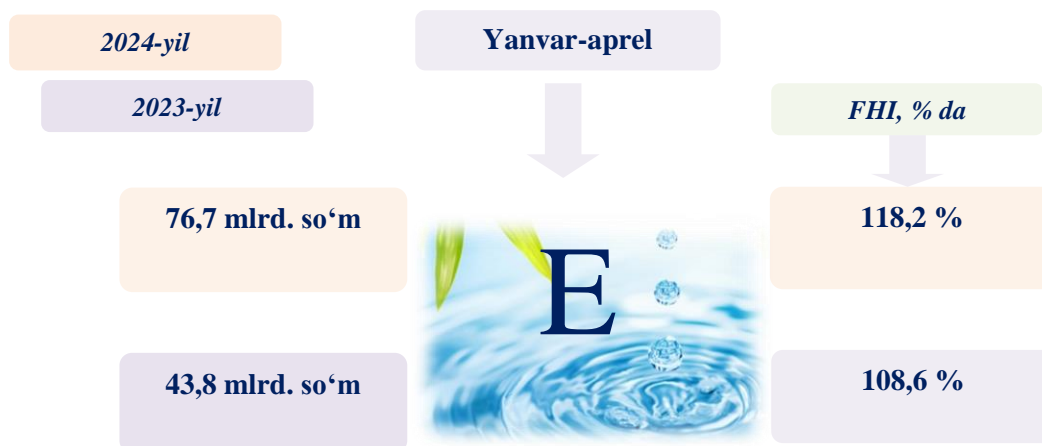 2024-yil
Yanvar-aprel
2023-yil
FHI, % da
76,7 mlrd. so‘m
118,2 %
E
43,8 mlrd. so‘m
108,6 %